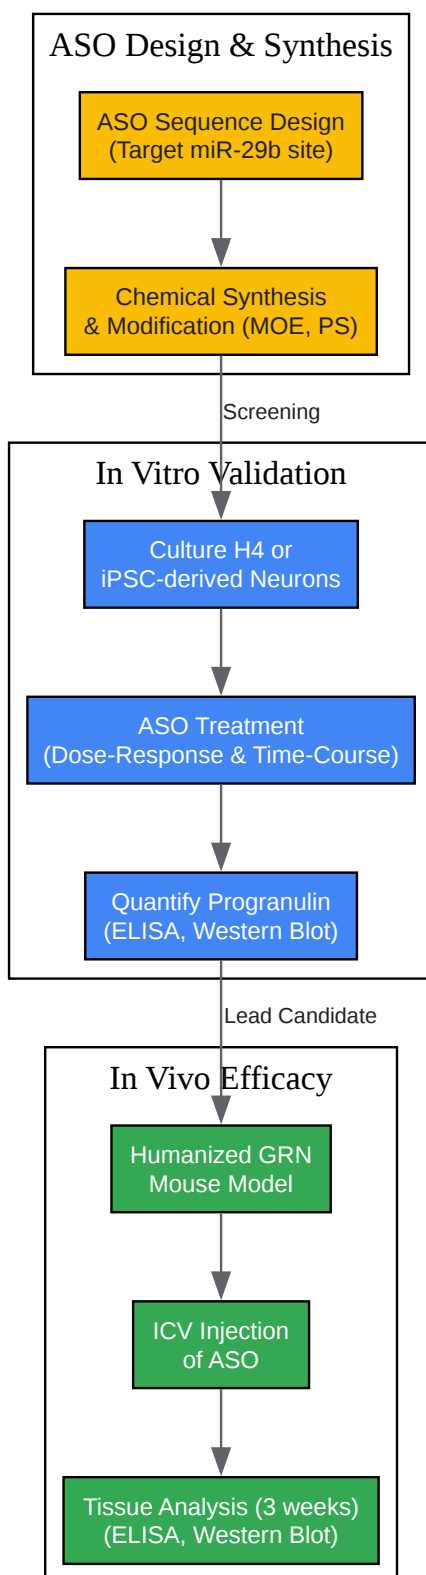 ASO Design & Synthesis
ASO Sequence Design
(Target miR-29b site)
Chemical Synthesis
& Modification (MOE, PS)
Screening
In Vitro Validation
Culture H4 or
iPSC-derived Neurons
ASO Treatment
(Dose-Response & Time-Course)
Quantify Progranulin
(ELISA, Western Blot)
Lead Candidate
In Vivo Efficacy
Humanized GRN
Mouse Model
ICV Injection
of ASO
Tissue Analysis (3 weeks)
(ELISA, Western Blot)